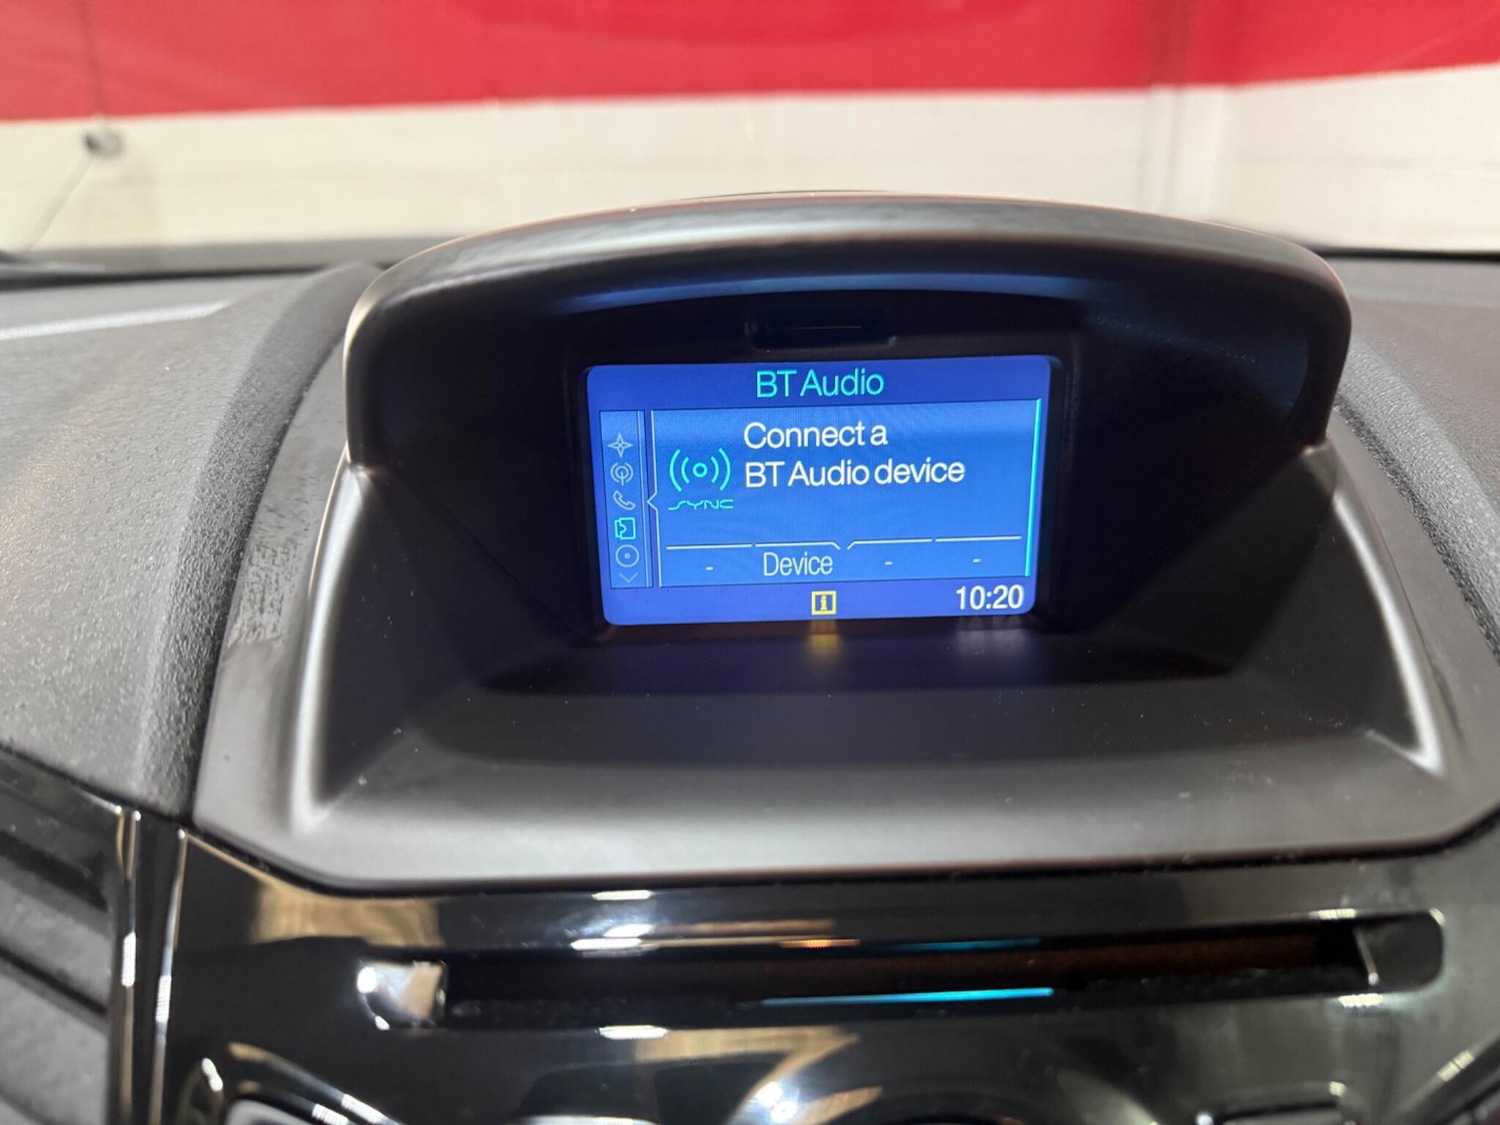 BT Audio
Connect a
BT Audio device
SYNC
- Device - -
i 10:20